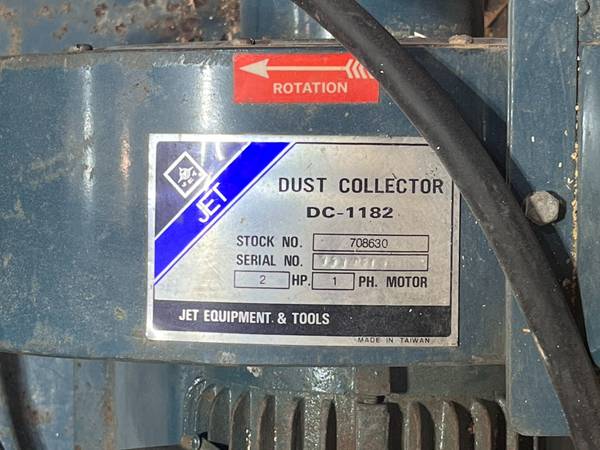 ROTATION
JET
DUST COLLECTOR
DC-1182
STOCK NO. 708630
SERIAL NO.
2 HP. 1 PH. MOTOR
JET EQUIPMENT & TOOLS
MADE IN TAIWAN